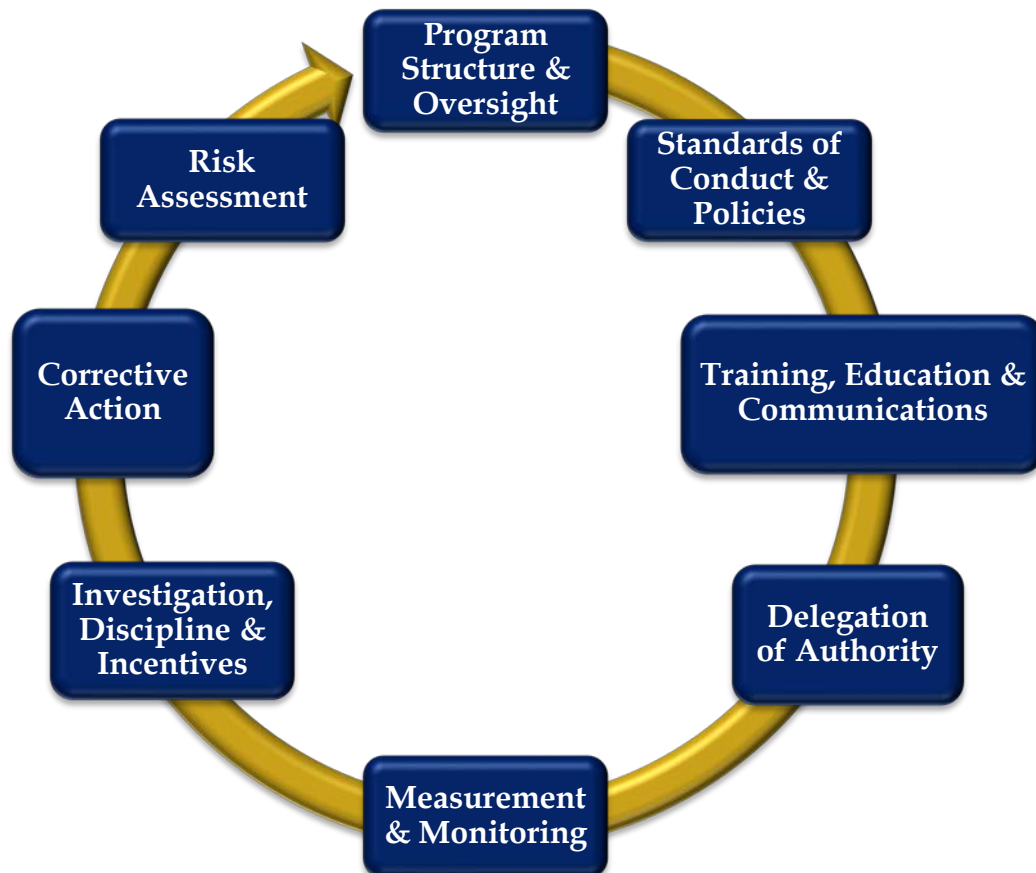 Program
Structure &
Oversight
Standards of
Conduct &
Policies
Training, Education &
Communications
Delegation
of Authority
Measurement
& Monitoring
Investigation,
Discipline &
Incentives
Corrective
Action
Risk
Assessment